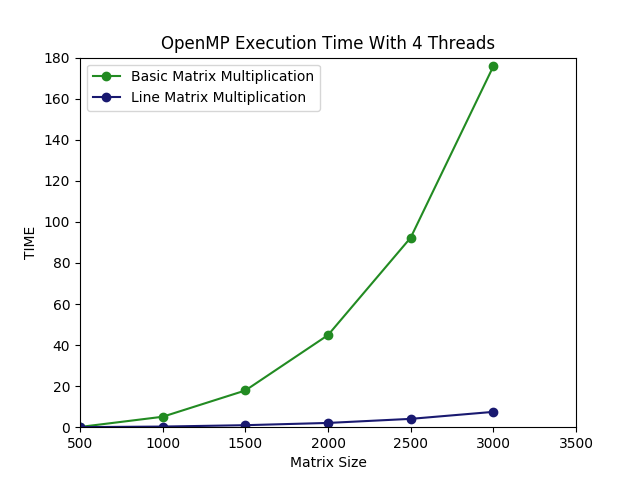 OpenMP Execution Time With 4 Threads
Basic Matrix Multiplication
Line Matrix Multiplication
180
160
140
120
100
80
60
40
20
0
TIME
500 1000 1500 2000 2500 3000 3500
Matrix Size